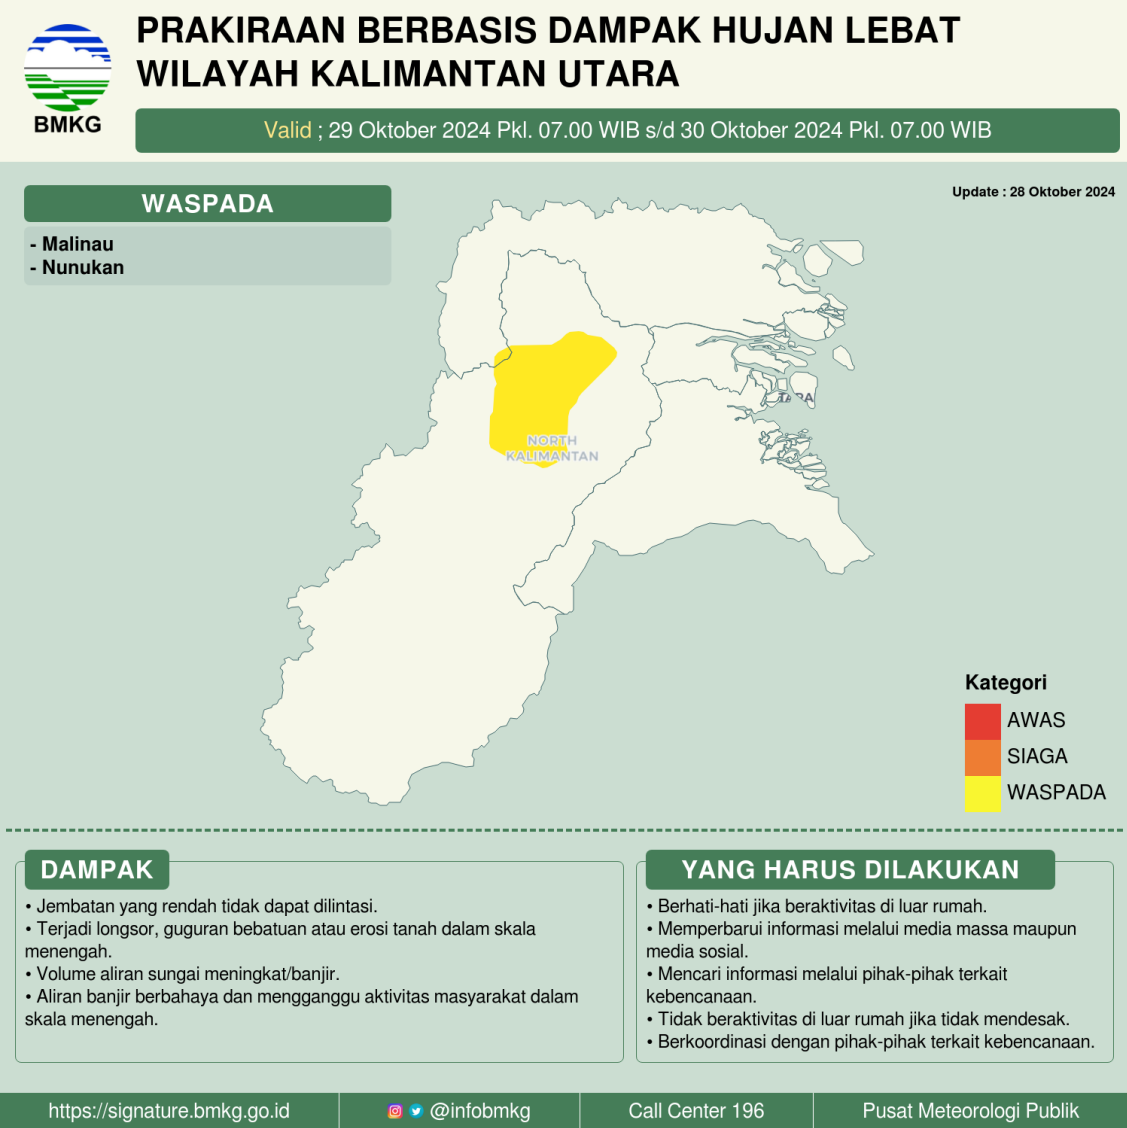 PRAKIRAAN BERBASIS DAMPAK HUJAN LEBAT
WILAYAH KALIMANTAN UTARA
BMKG
Valid ; 29 Oktober 2024 Pkl. 07.00 WIB s/d 30 Oktober 2024 Pkl. 07.00 WIB
WASPADA
- Malinau
- Nunukan
Update : 28 Oktober 2024
NORTH
KALIMANTAN
Kategori
AWAS
SIAGA
WASPADA
DAMPAK
• Jembatan yang rendah tidak dapat dilintasi.
• Terjadi longsor, guguran bebatuan atau erosi tanah dalam skala
menengah.
• Volume aliran sungai meningkat/banjir.
• Aliran banjir berbahaya dan mengganggu aktivitas masyarakat dalam
skala menengah.
YANG HARUS DILAKUKAN
• Berhati-hati jika beraktivitas di luar rumah.
• Memperbarui informasi melalui media massa maupun
media sosial.
• Mencari informasi melalui pihak-pihak terkait
kebencanaan.
• Tidak beraktivitas di luar rumah jika tidak mendesak.
• Berkoordinasi dengan pihak-pihak terkait kebencanaan.
https://signature.bmkg.go.id
@infobmkg
Call Center 196
Pusat Meteorologi Publik